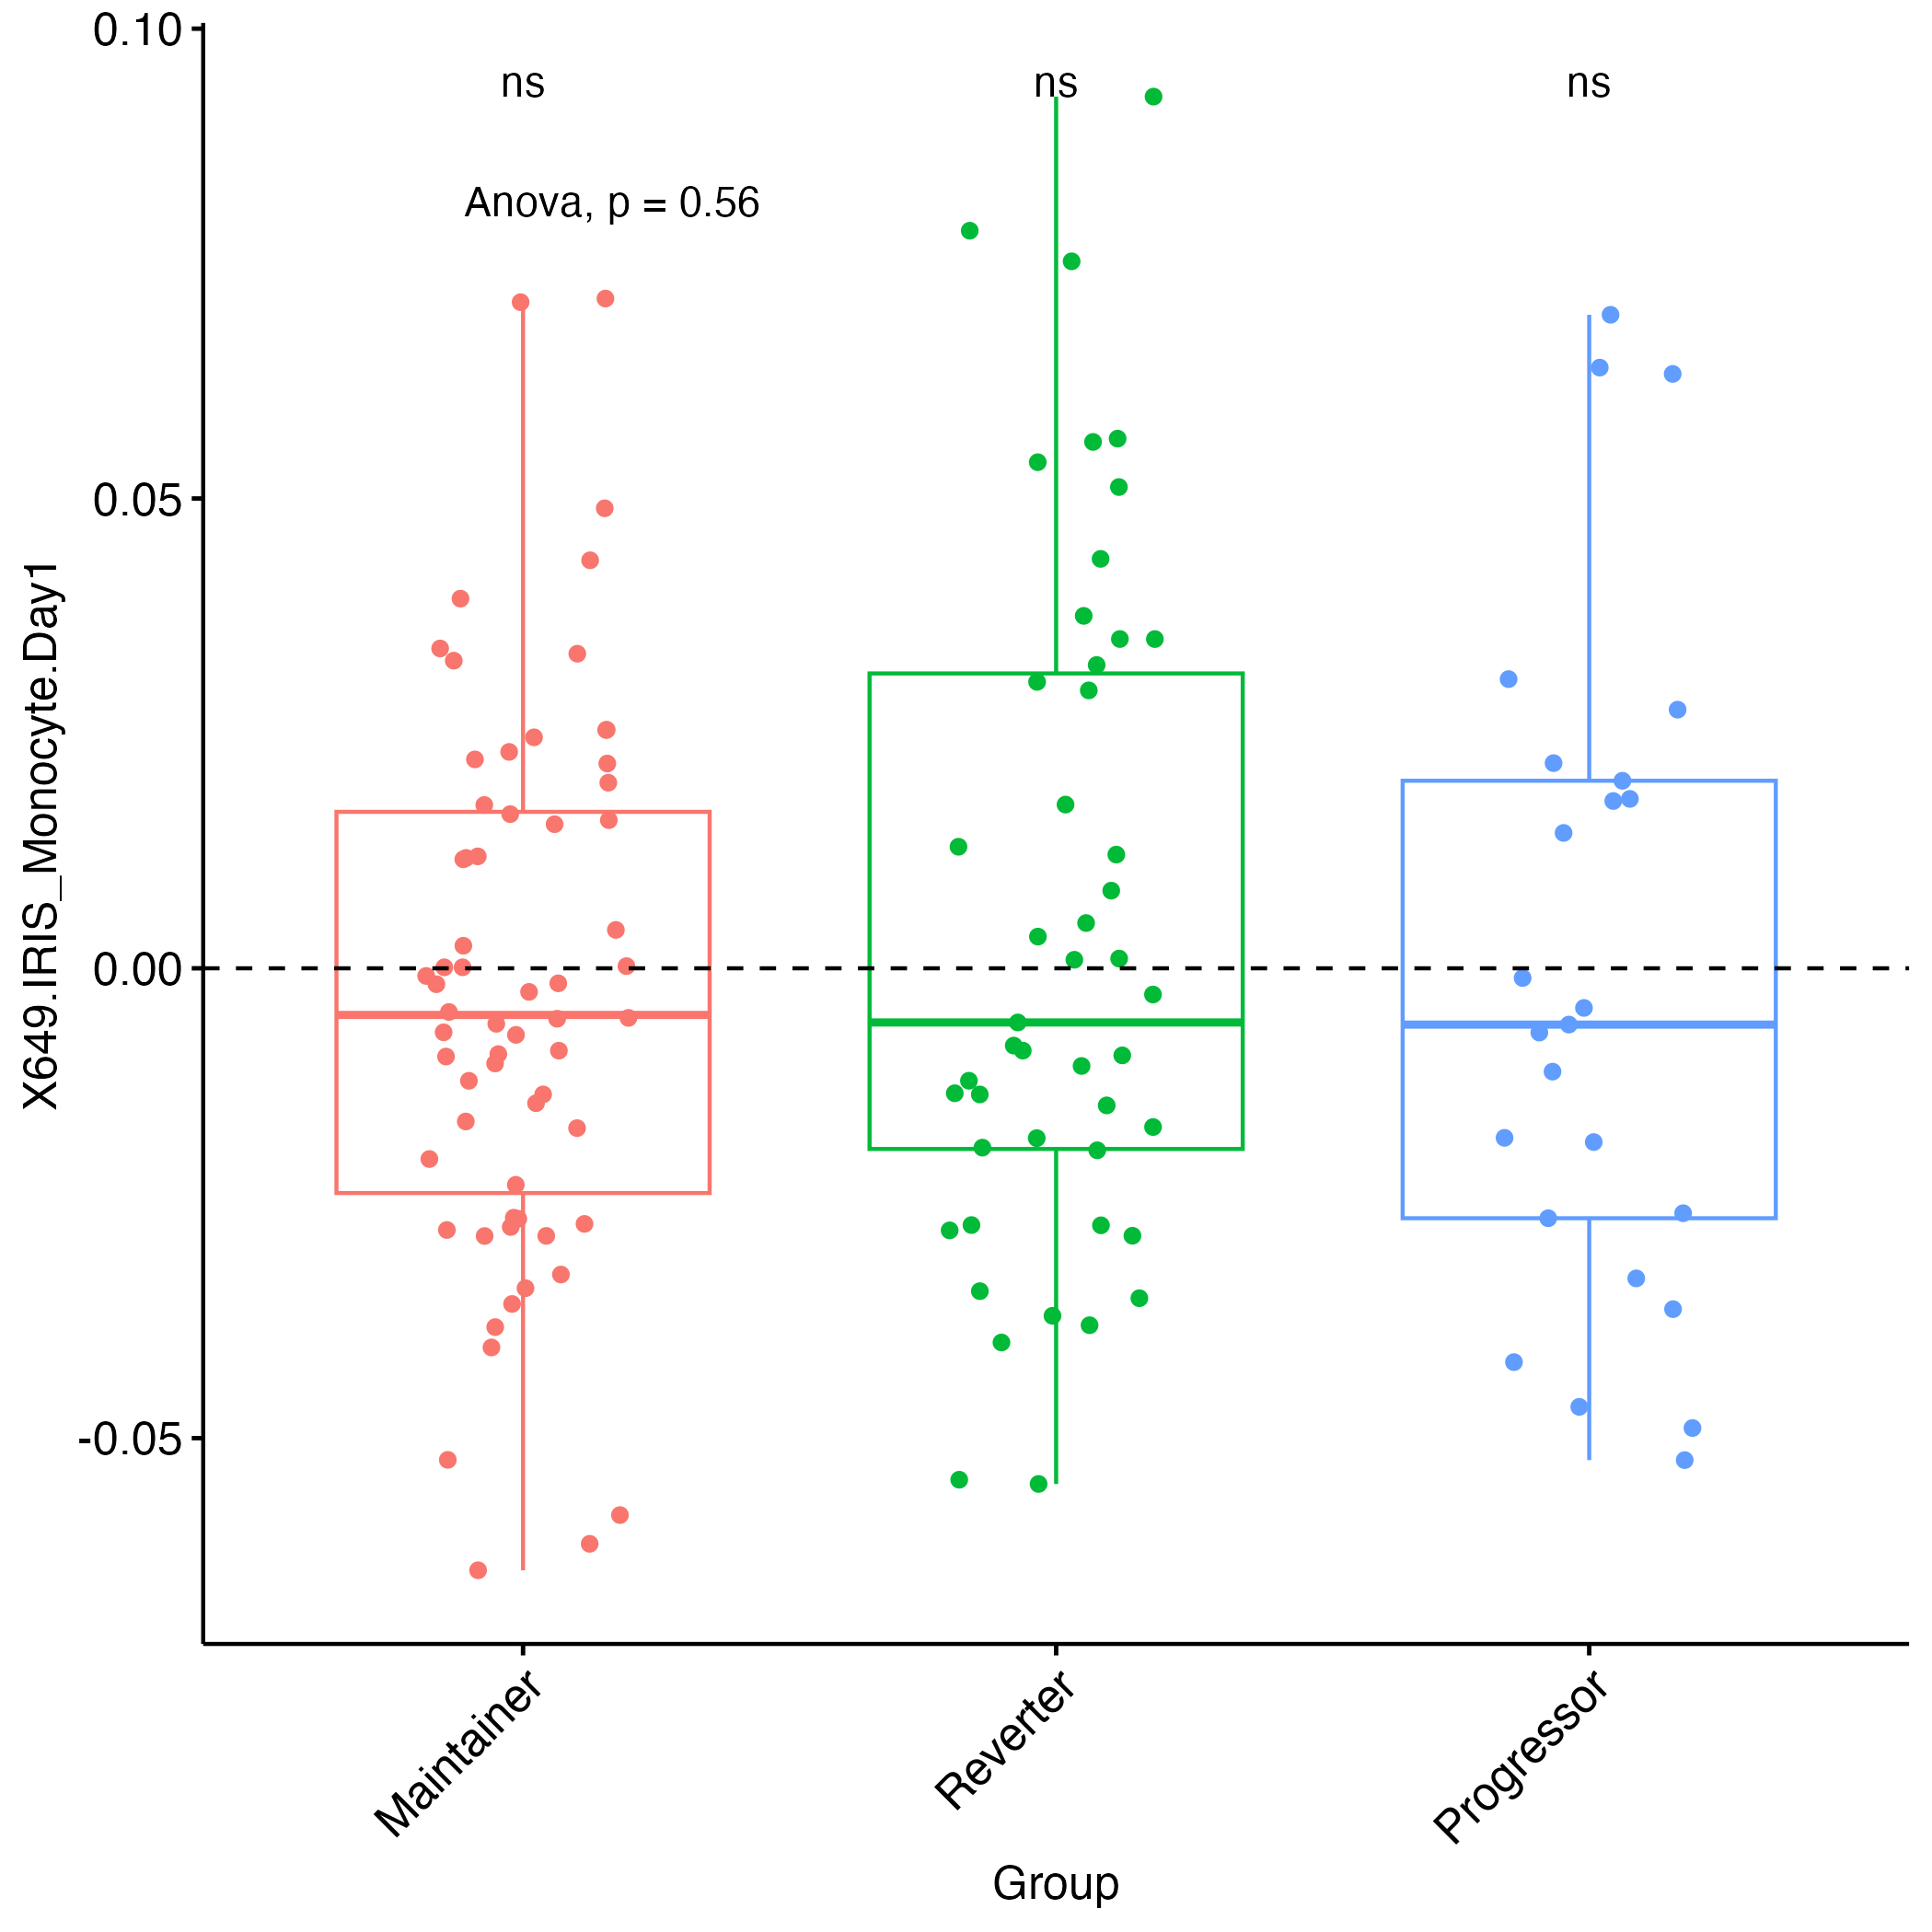 0.10
ns
ns
ns
Anova, p = 0.56
0.05
0.00
-0.05
X649.IRIS_Monocyte.Day1
Maintainer
Reverter
Progressor
Group